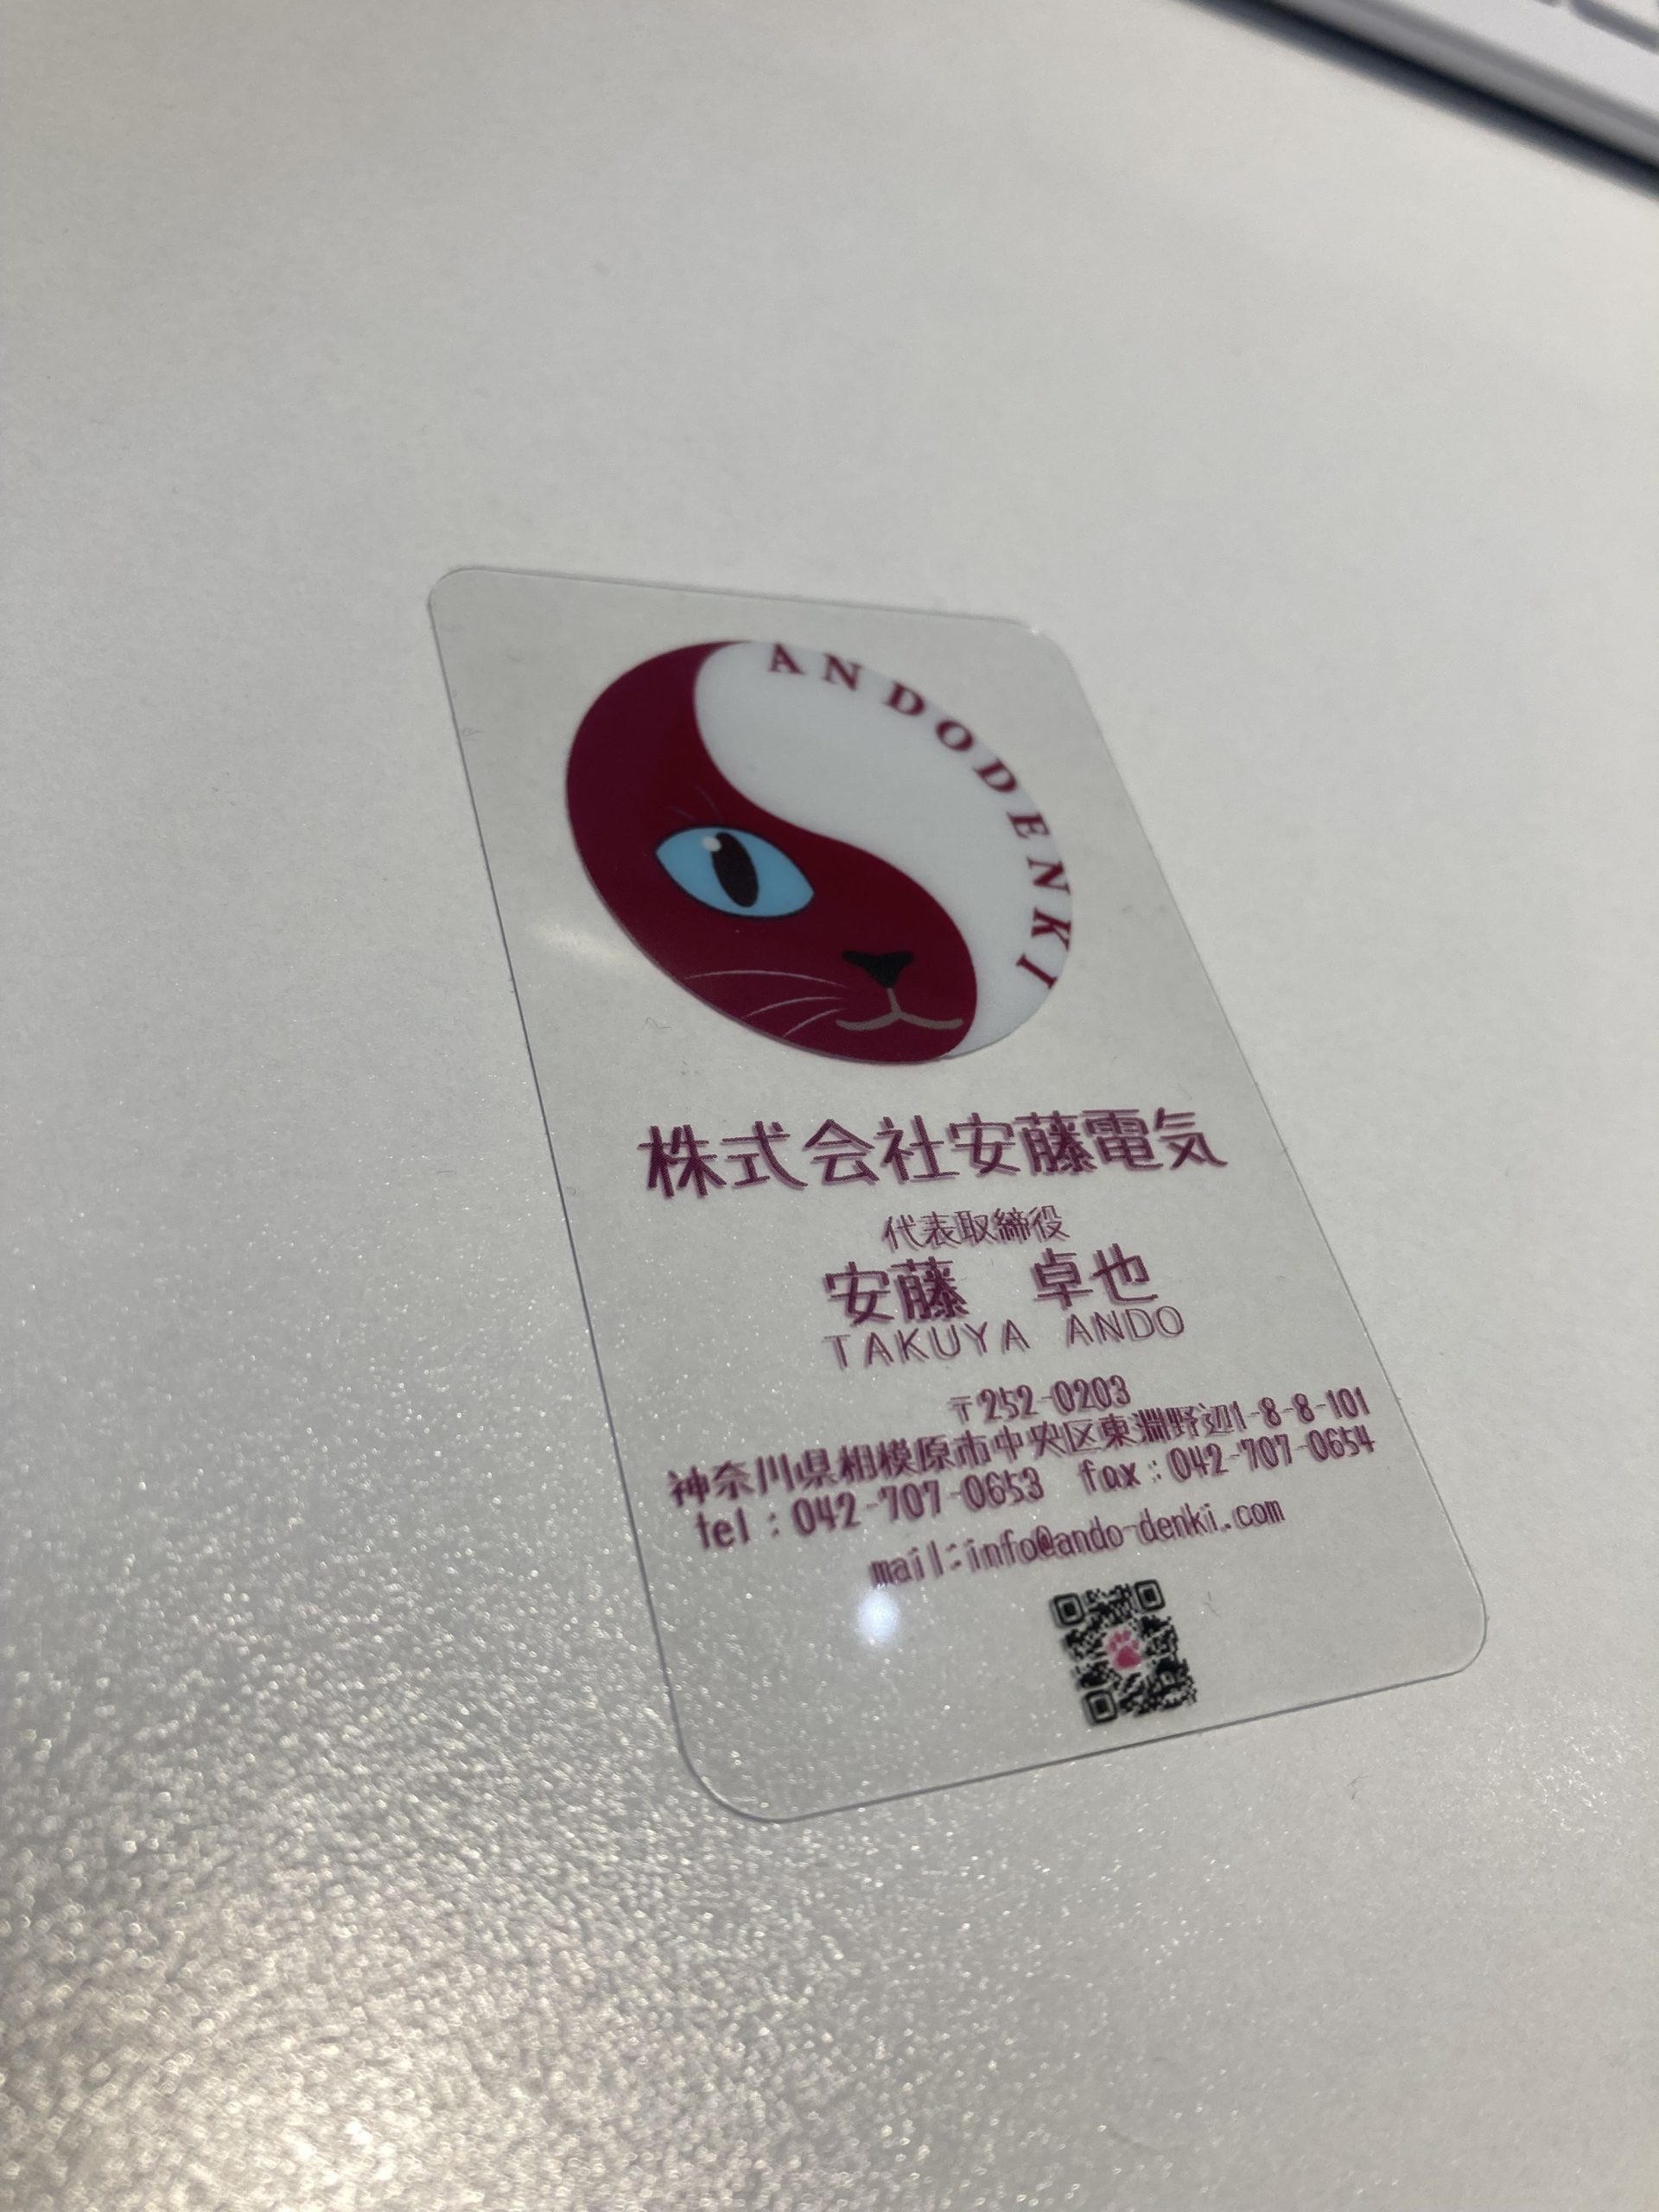 ANDODENKI
株式会社安藤電気
代表取締役
安藤　卓也
TAKUYA ANDO
〒252-0203
神奈川県相模原市中央区東淵野辺1-8-8-101
tel：042-707-0653　fax：042-707-0654
mail:info@ando-denki.com